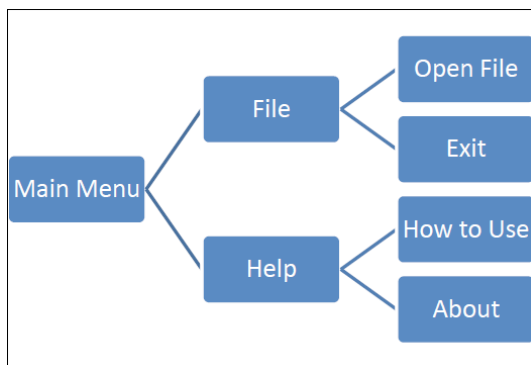 Main Menu
File
Open File
Exit
Help
How to Use
About